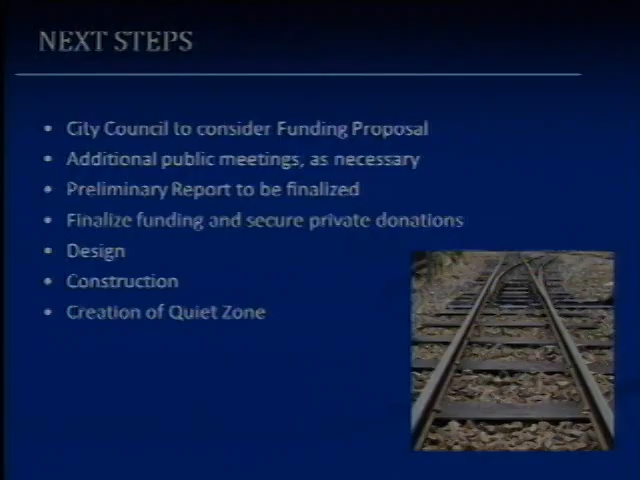 NEXT STEPS
• City Council to consider Funding Proposal
• Additional public meetings, as necessary
• Preliminary Report to be finalized
• Finalize funding and secure private donations
• Design
• Construction
• Creation of Quiet Zone